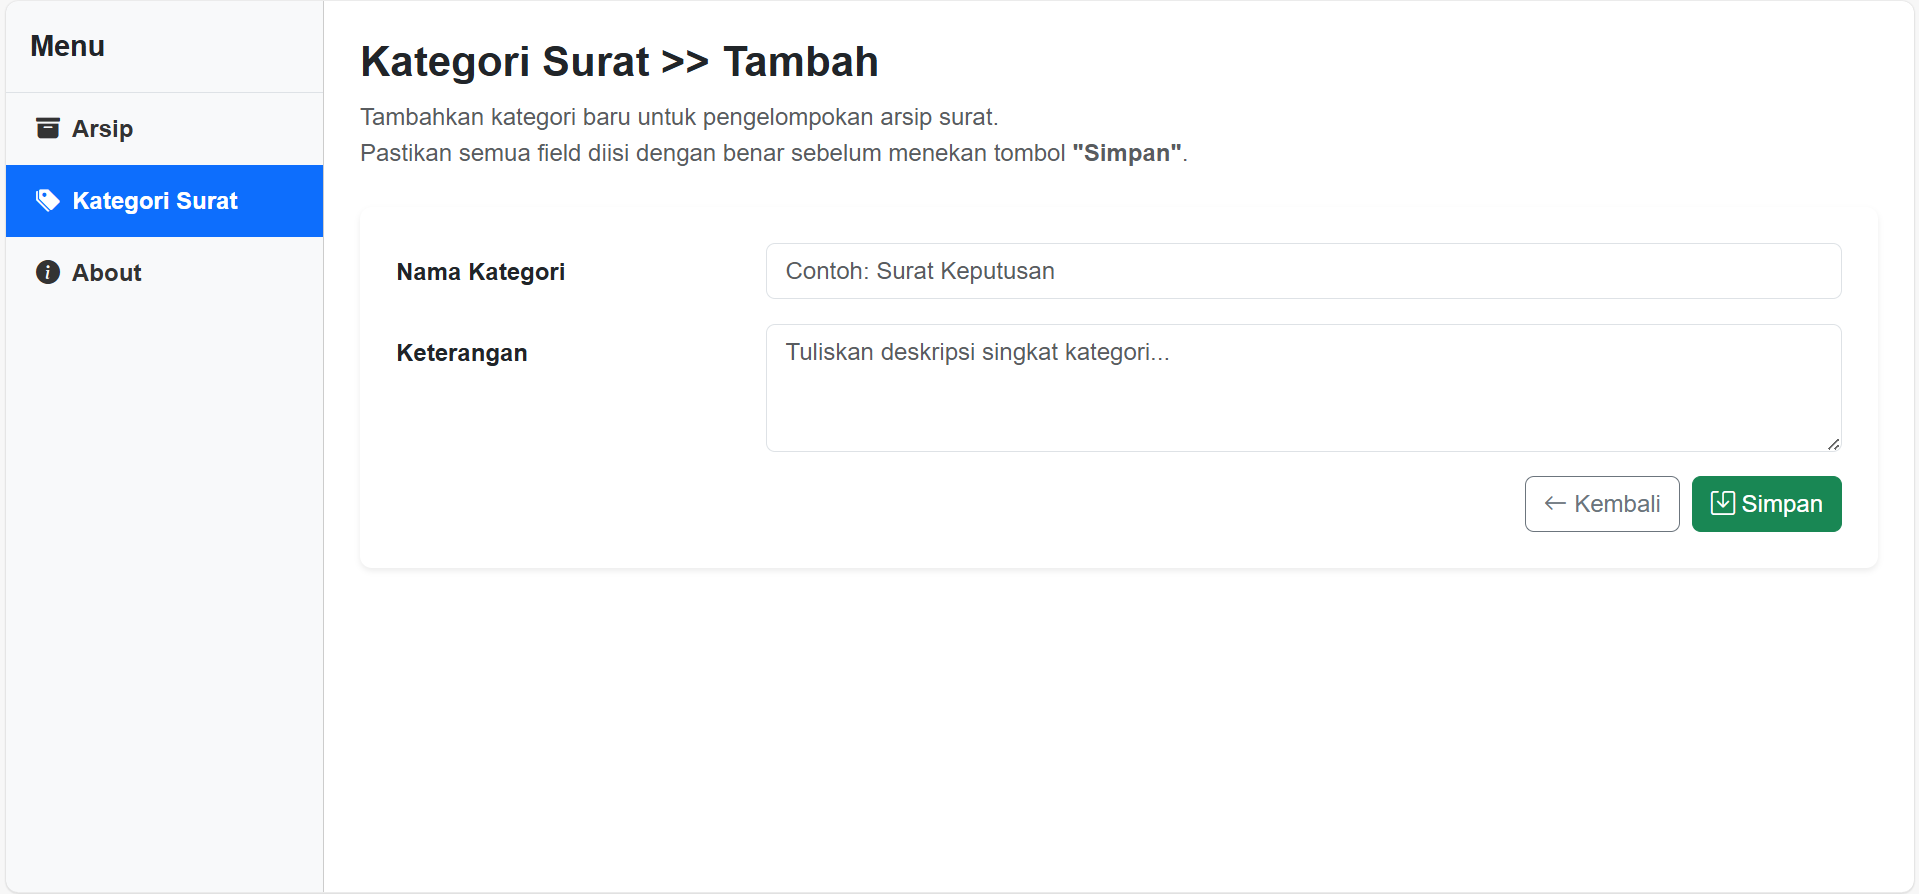 Menu
Arsip
Kategori Surat
About
Kategori Surat >> Tambah
Tambahkan kategori baru untuk pengelompokan arsip surat.
Pastikan semua field diisi dengan benar sebelum menekan tombol "Simpan".
Nama Kategori
Contoh: Surat Keputusan
Keterangan
Tuliskan deskripsi singkat kategori...
Kembali
Simpan